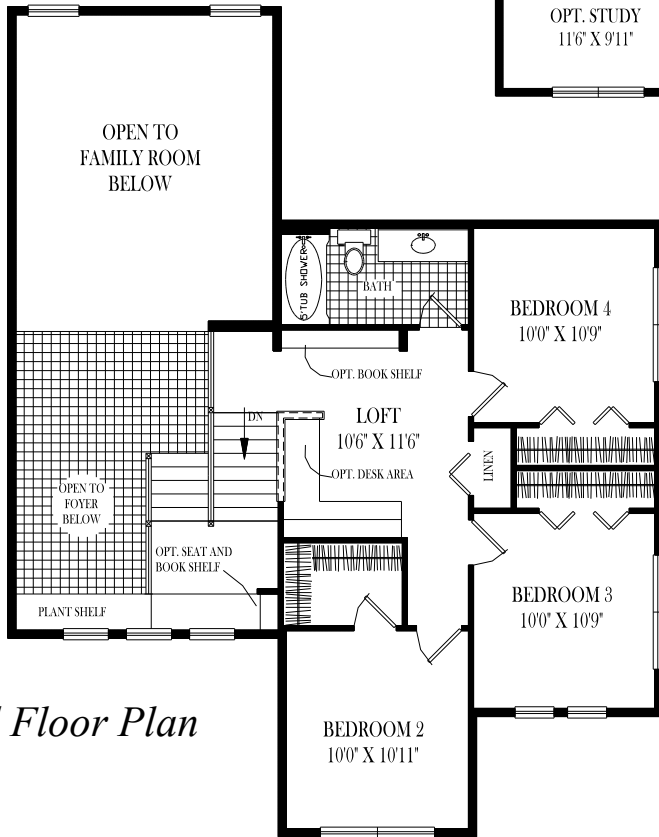 OPT. STUDY
11'6" X 9'11"
OPEN TO
FAMILY ROOM
BELOW
5'TUB SHOWER
BATH
BEDROOM 4
10'0" X 10'9"
OPT. BOOK SHELF
DN
LOFT
10'6" X 11'6"
LINEN
OPT. DESK AREA
OPEN TO
FOYER
BELOW
OPT. SEAT AND
BOOK SHELF
PLANT SHELF
BEDROOM 3
10'0" X 10'9"
Floor Plan
BEDROOM 2
10'0" X 10'11"